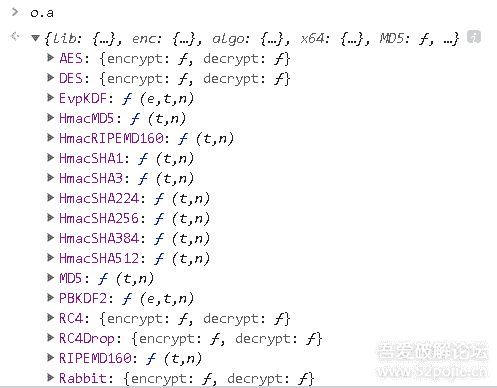 > o.a
{lib: {…}, enc: {…}, algo: {…}, x64: {…}, MD5: ƒ, …} i
AES: {encrypt: ƒ, decrypt: ƒ}
DES: {encrypt: ƒ, decrypt: ƒ}
EvpKDF: ƒ (e,t,n)
HmacMD5: ƒ (t,n)
HmacRIPEMD160: ƒ (t,n)
HmacSHA1: ƒ (t,n)
HmacSHA3: ƒ (t,n)
HmacSHA224: ƒ (t,n)
HmacSHA256: ƒ (t,n)
HmacSHA384: ƒ (t,n)
HmacSHA512: ƒ (t,n)
MD5: ƒ (t,n)
PBKDF2: ƒ (e,t,n)
RC4: {encrypt: ƒ, decrypt: ƒ}
RC4Drop: {encrypt: ƒ, decrypt: ƒ}
RIPEMD160: ƒ (t,n)
Rabbit: {encrypt: ƒ, decrypt: ƒ}
吾爱破解论坛
www.52pojie.cn